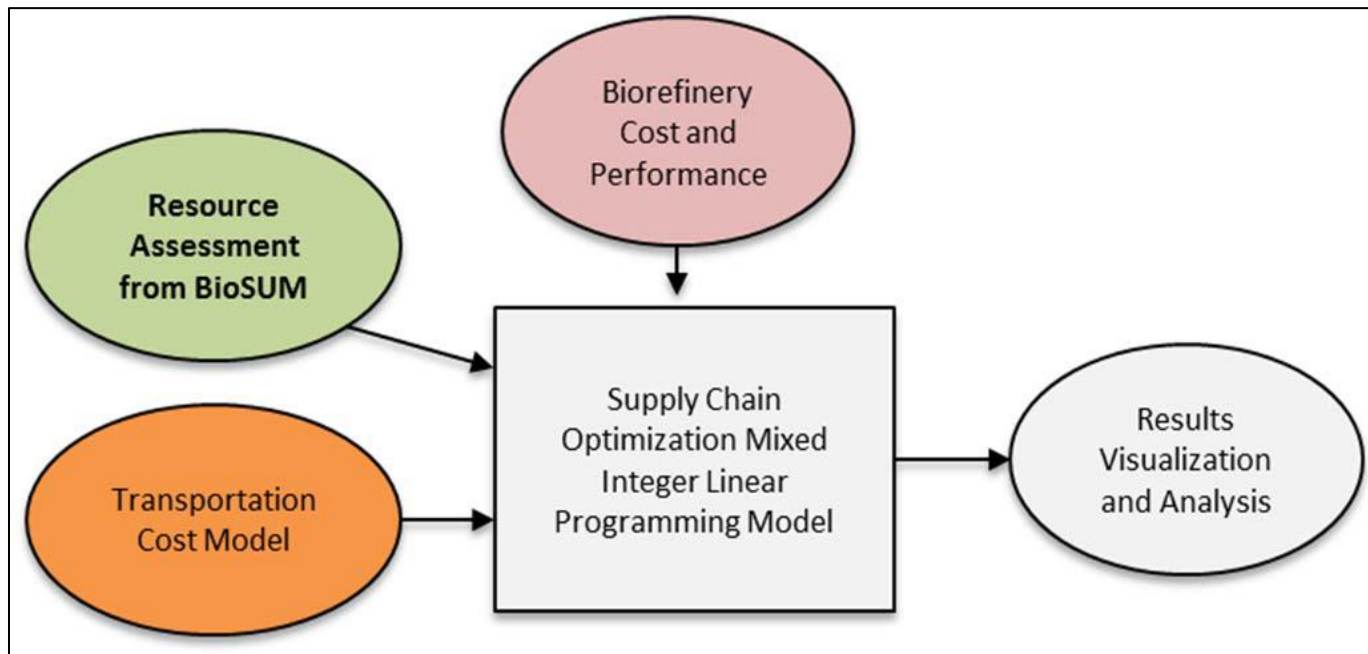 Biorefinery
Cost and
Performance
Resource
Assessment
from BioSUM
Supply Chain
Optimization Mixed
Integer Linear
Programming Model
Transportation
Cost Model
Results
Visualization
and Analysis